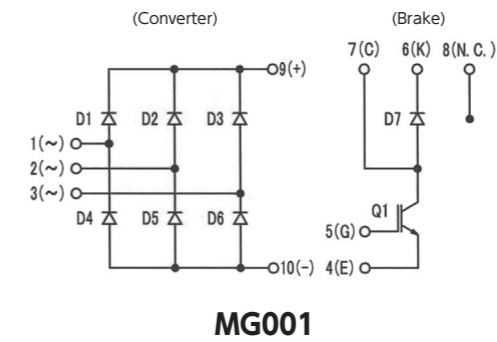 (Converter) (Brake)
7(C) 6(K) 8(N.C.)
9(+)
D1 D2 D3 D7
1(~)
2(~)
3(~)
D4 D5 D6 Q1
5(G)
10(-) 4(E)
MG001